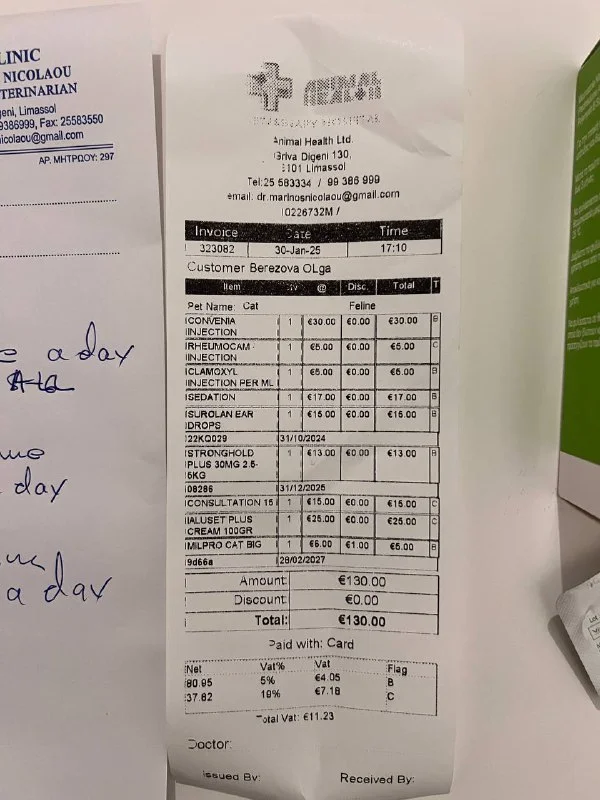 LINIC
NICOLAOU
TERINARIAN
geni, Limassol
9386999, Fax: 25583550
nicolaou@gmail.com
ΑΡ. ΜΗΤΡΩΟΥ: 297
a day
day
a day
ANIMAL
VETERINARY HOSPITAL
Animal Health Ltd.
Griva Digeni 130,
3101 Limassol
Tel:25 583334 / 99 386 999
email: dr.marinosnicolaou@gmail.com
10226732M /
Invoice Date Time
323082 30-Jan-25 17:10
Customer Berezova OLga
Item @ Disc. Total T
Pet Name: Cat Feline
CONVENIA INJECTION 1 €30.00 €0.00 €30.00 B
RHEUMOCAM INJECTION 1 €5.00 €0.00 €5.00 C
CLAMOXYL INJECTION PER ML 1 €5.00 €0.00 €5.00 B
SEDATION 1 €17.00 €0.00 €17.00 B
SUROLAN EAR DROPS 1 €15.00 €0.00 €15.00 B
22KQ029 31/10/2024
STRONGHOLD PLUS 30MG 2.5-5KG 1 €13.00 €0.00 €13.00 B
08286 31/12/2025
CONSULTATION 15 1 €15.00 €0.00 €15.00 C
ALUSET PLUS CREAM 100GR 1 €25.00 €0.00 €25.00 C
MILPRO CAT BIG 1 €6.00 €1.00 €5.00 B
9d66a 28/02/2027
Amount: €130.00
Discount: €0.00
Total: €130.00
Paid with: Card
Net Vat% Vat Flag
80.95 5% €4.05 B
37.82 19% €7.18 C
Total Vat: €11.23
Doctor:
Issued By: Received By: